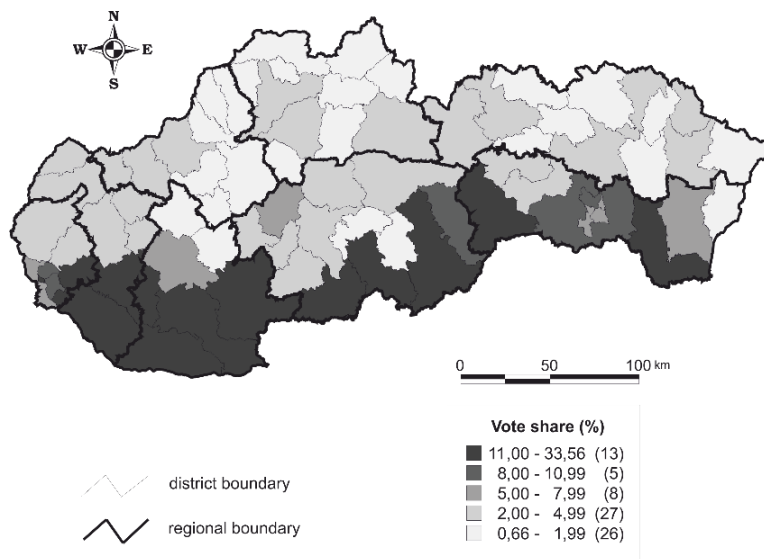 N
W E
S
0 50 100 km
Vote share (%)
11,00 - 33,56 (13)
8,00 - 10,99 (5)
5,00 - 7,99 (8)
2,00 - 4,99 (27)
0,66 - 1,99 (26)
district boundary
regional boundary